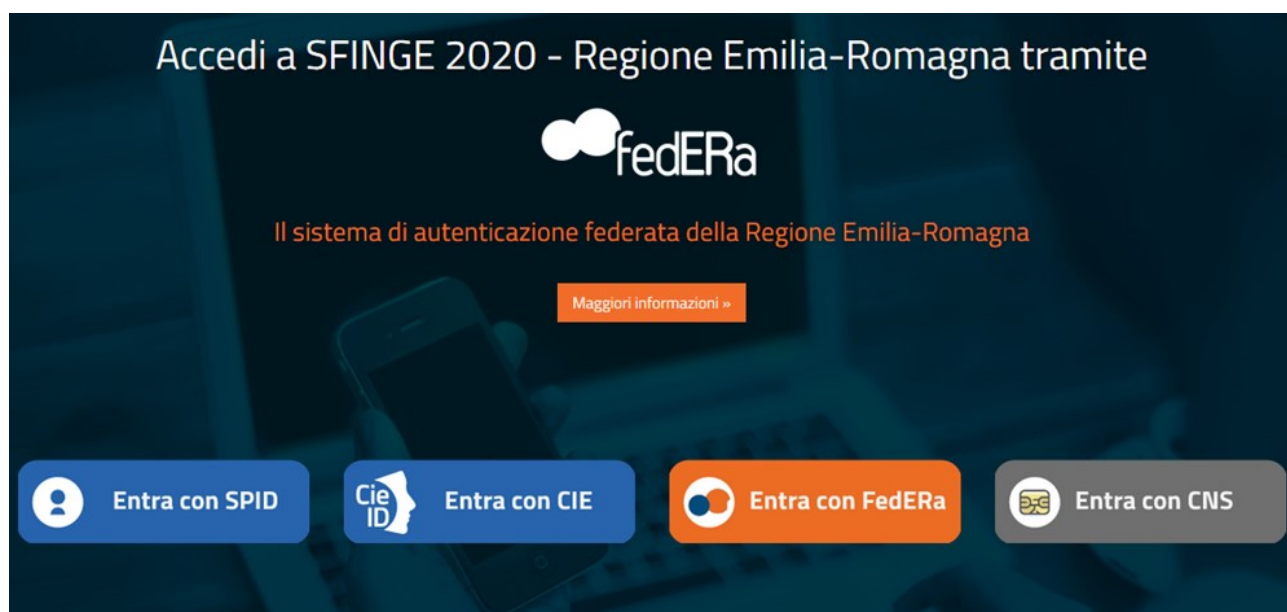 Accedi a SFINGE 2020 - Regione Emilia-Romagna tramite
fedERa
Il sistema di autenticazione federata della Regione Emilia-Romagna
Maggiori informazioni »
Entra con SPID
Cie
ID
Entra con CIE
Entra con FedERa
Entra con CNS